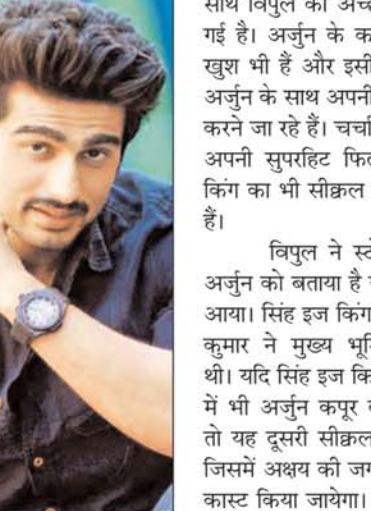 साथ विपुल की अच्छ
गई है। अर्जुन के क
खुश भी हैं और इसी
अर्जुन के साथ अपनी
करने जा रहे हैं। चर्चा
अपनी सुपरहिट फिल
किंग का भी सीक्वल
हैं।
विपुल ने स्
अर्जुन को बताया है
आया। सिंह इज किंग
कुमार ने मुख्य भूमि
थी। यदि सिंह इज कि
में भी अर्जुन कपूर
तो यह दूसरी सीक्वल
जिसमें अक्षय की जग
कास्ट किया जायेगा।